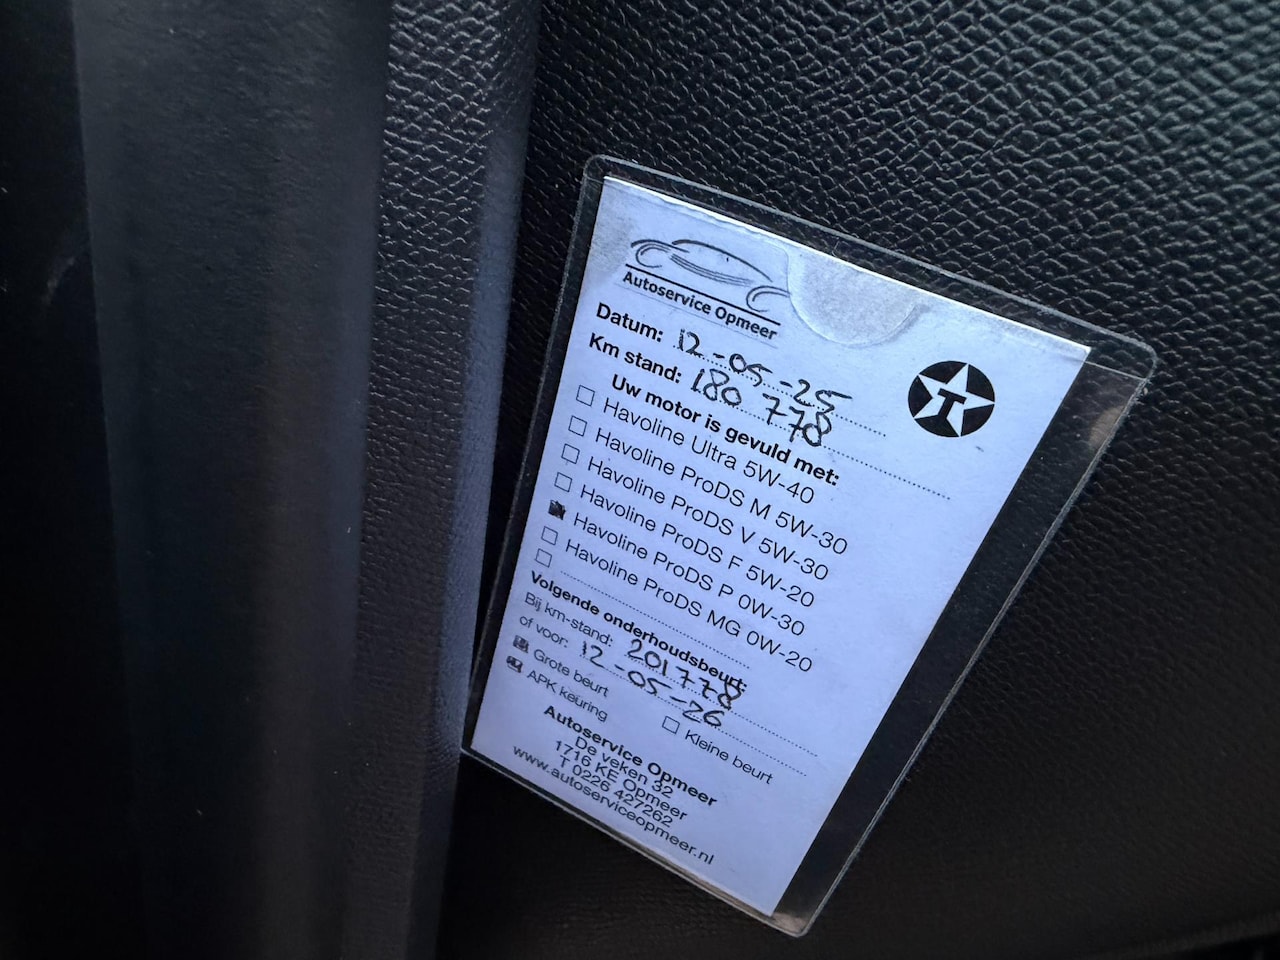 Autoservice Opmeer
Datum: 12-05-25
Km stand: 180 778
T
Uw motor is gevuld met:
Havoline Ultra 5W-40
Havoline ProDS M 5W-30
Havoline ProDS V 5W-30
Havoline ProDS F 5W-20
Havoline ProDS P 0W-30
Havoline ProDS MG 0W-20
Volgende onderhoudsbeurt:
Bij km-stand: 201778
of voor: 12-05-26
Grote beurt
Kleine beurt
APK keuring
Autoservice Opmeer
De veken 32
1716 KE Opmeer
T 0226 427262
www.autoserviceopmeer.nl